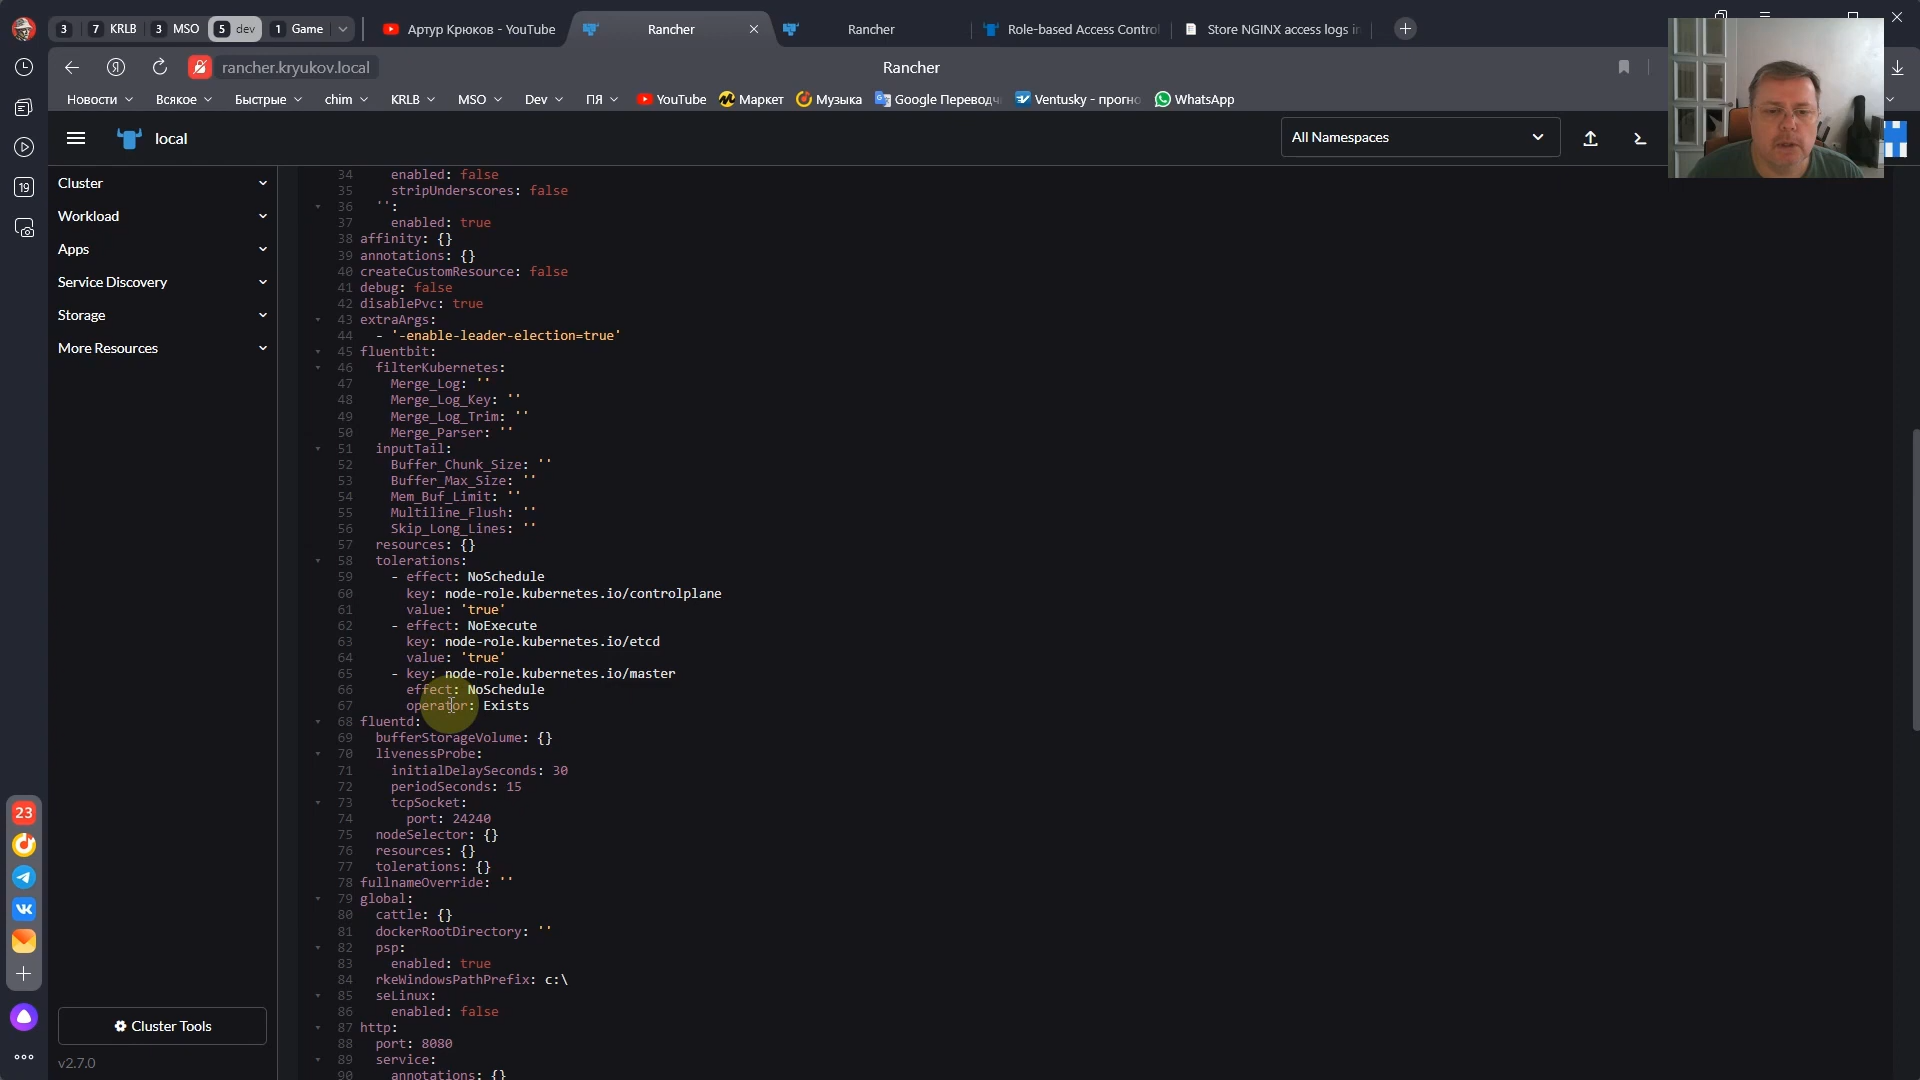 3
7 KRLB
3 MSO
5 dev
1 Game
Артур Крюков - YouTube
Rancher
Rancher
Role-based Access Control
Store NGINX access logs in
rancher.kryukov.local
Rancher
Новости
Всякое
Быстрые
chim
KRLB
MSO
Dev
ПЯ
YouTube
Маркет
Музыка
Google Переводч
Ventusky - прогно
WhatsApp
local
All Namespaces
Cluster
Workload
Apps
Service Discovery
Storage
More Resources
34 enabled: false
35 stripUnderscores: false
36 '':
37 enabled: true
38 affinity: {}
39 annotations: {}
40 createCustomResource: false
41 debug: false
42 disablePvc: true
43 extraArgs:
44 - '-enable-leader-election=true'
45 fluentbit:
46 filterKubernetes:
47 Merge_Log: ''
48 Merge_Log_Key: ''
49 Merge_Log_Trim: ''
50 Merge_Parser: ''
51 inputTail:
52 Buffer_Chunk_Size: ''
53 Buffer_Max_Size: ''
54 Mem_Buf_Limit: ''
55 Multiline_Flush: ''
56 Skip_Long_Lines: ''
57 resources: {}
58 tolerations:
59 - effect: NoSchedule
60 key: node-role.kubernetes.io/controlplane
61 value: 'true'
62 - effect: NoExecute
63 key: node-role.kubernetes.io/etcd
64 value: 'true'
65 - key: node-role.kubernetes.io/master
66 effect: NoSchedule
67 operator: Exists
68 fluentd:
69 bufferStorageVolume: {}
70 livenessProbe:
71 initialDelaySeconds: 30
72 periodSeconds: 15
73 tcpSocket:
74 port: 24240
75 nodeSelector: {}
76 resources: {}
77 tolerations: {}
78 fullnameOverride: ''
79 global:
80 cattle: {}
81 dockerRootDirectory: ''
82 psp:
83 enabled: true
84 rkeWindowsPathPrefix: c:\
85 seLinux:
86 enabled: false
87 http:
88 port: 8080
89 service:
90 annotations: {}
19
23
Cluster Tools
v2.7.0